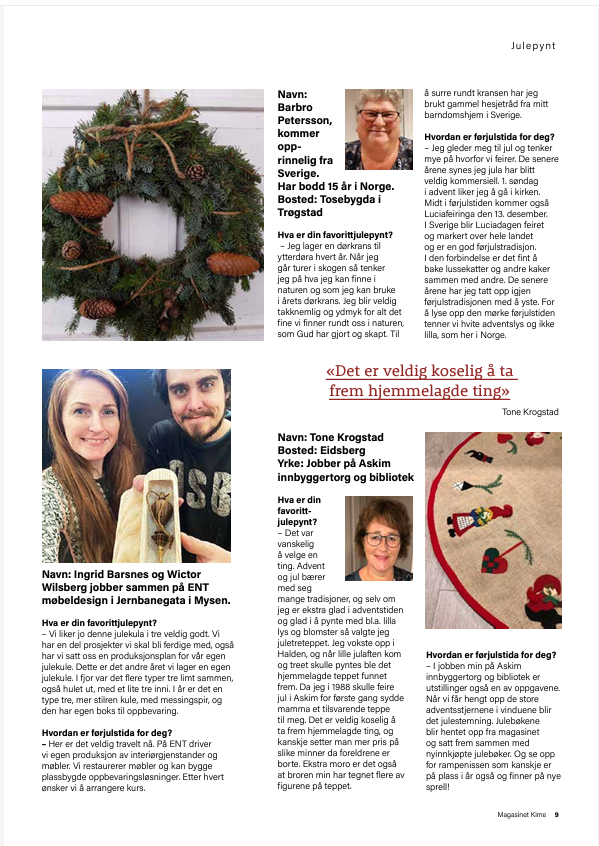 Julepynt
Navn:
Barbro
Petersson,
kommer
opp-
rinnelig fra
Sverige.
Har bodd 15 år i Norge.
Bosted: Tosebygda i
Trøgstad
Hva er din favorittjulepynt?
– Jeg lager en dørkrans til
ytterdøra hvert år. Når jeg
går turer i skogen så tenker
jeg på hva jeg kan finne i
naturen og som jeg kan bruke
i årets dørkrans. Jeg blir veldig
takknemlig og ydmyk for alt det
fine vi finner rundt oss i naturen,
som Gud har gjort og skapt. Til
å surre rundt kransen har jeg
brukt gammel hesjetråd fra mitt
barndomshjem i Sverige.
Hvordan er førjulstida for deg?
– Jeg gleder meg til jul og tenker
mye på hvorfor vi feirer. De senere
årene synes jeg jula har blitt
veldig kommersiell. 1. søndag
i advent liker jeg å gå i kirken.
Midt i førjulstiden kommer også
Luciafeiringa den 13. desember.
I Sverige blir Luciadagen feiret
og markert over hele landet
og er en god førjulstradisjon.
I den forbindelse er det fint å
bake lussekatter og andre kaker
sammen med andre. De senere
årene har jeg tatt opp igjen
førjulstradisjonen med å yste. For
å lyse opp den mørke førjulstiden
tenner vi hvite adventslys og ikke
lilla, som her i Norge.
«Det er veldig koselig å ta
frem hjemmelagde ting»
Tone Krogstad
OSB
Navn: Ingrid Barsnes og Wictor
Wilsberg jobber sammen på ENT
møbeldesign i Jernbanegata i Mysen.
Hva er din favorittjulepynt?
– Vi liker jo denne julekula i tre veldig godt. Vi
har en del prosjekter vi skal bli ferdige med, også
har vi satt oss en produksjonsplan for vår egen
julekule. Dette er det andre året vi lager en egen
julekule. I fjor var det flere typer tre limt sammen,
også hulet ut, med et lite tre inni. I år er det en
type tre, mer stilren kule, med messingspir, og
den har egen boks til oppbevaring.
Hvordan er førjulstida for deg?
– Her er det veldig travelt nå. På ENT driver
vi egen produksjon av interiørgjenstander og
møbler. Vi restaurerer møbler og kan bygge
plassbygde oppbevaringsløsninger. Etter hvert
ønsker vi å arrangere kurs.
Navn: Tone Krogstad
Bosted: Eidsberg
Yrke: Jobber på Askim
innbyggertorg og bibliotek
Hva er din
favoritt-
julepynt?
– Det var
vanskelig
å velge en
ting. Advent
og jul bærer
med seg
mange tradisjoner, og selv om
jeg er ekstra glad i adventstiden
og glad i å pynte med bl.a. lilla
lys og blomster så valgte jeg
juletreteppet. Jeg vokste opp i
Halden, og når lille julaften kom
og treet skulle pyntes ble det
hjemmelagde teppet funnet
frem. Da jeg i 1988 skulle feire
jul i Askim for første gang sydde
mamma et tilsvarende teppe
til meg. Det er veldig koselig å
ta frem hjemmelagde ting, og
kanskje setter man mer pris på
slike minner da foreldrene er
borte. Ekstra moro er det også
at broren min har tegnet flere av
figurene på teppet.
Hvordan er førjulstida for deg?
– I jobben min på Askim
innbyggertorg og bibliotek er
utstillinger også en av oppgavene.
Når vi får hengt opp de store
adventsstjernene i vinduene blir
det julestemning. Julebøkene
blir hentet opp fra magasinet
og satt frem sammen med
nyinnkjøpte julebøker. Og se opp
for rampenissen som kanskje er
på plass i år også og finner på nye
sprell!
Magasinet Kirne 9